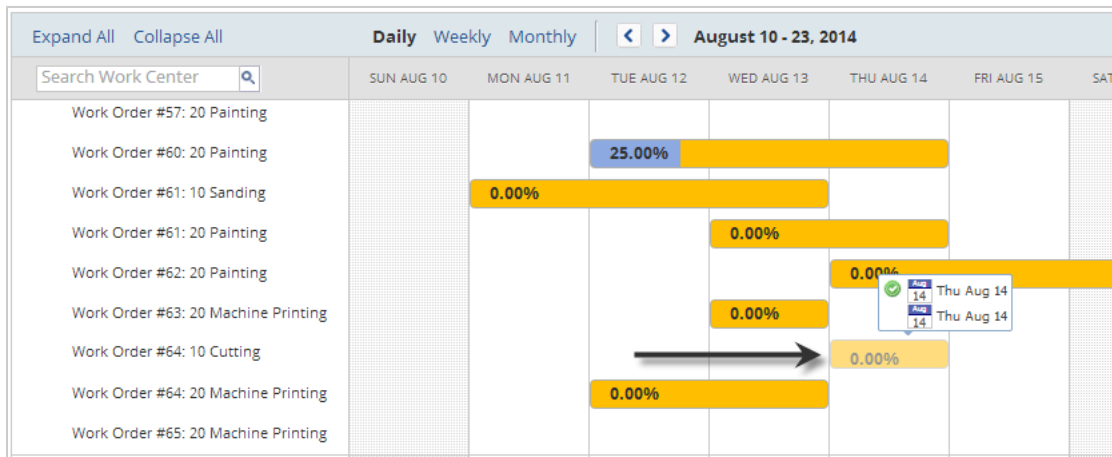 Expand All Collapse All Daily Weekly Monthly August 10 - 23, 2014
Search Work Center SUN AUG 10 MON AUG 11 TUE AUG 12 WED AUG 13 THU AUG 14 FRI AUG 15 SAT
Work Order #57: 20 Painting
Work Order #60: 20 Painting 25.00%
Work Order #61: 10 Sanding 0.00%
Work Order #61: 20 Painting 0.00%
Work Order #62: 20 Painting 0.00%
Aug 14 Thu Aug 14
Work Order #63: 20 Machine Printing 0.00% Aug 14 Thu Aug 14
Work Order #64: 10 Cutting 0.00%
Work Order #64: 20 Machine Printing 0.00%
Work Order #65: 20 Machine Printing